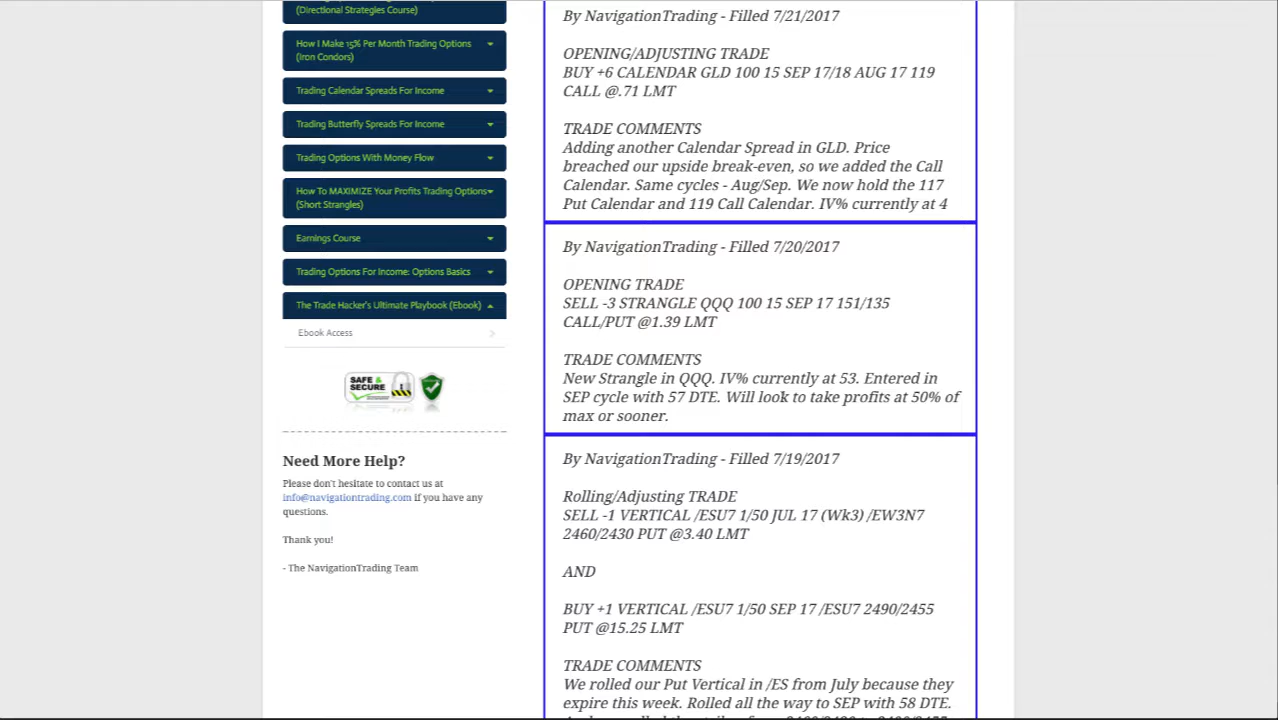 (Directional Strategies Course)
How I Make 15% Per Month Trading Options
(Iron Condors)
Trading Calendar Spreads For Income
Trading Butterfly Spreads For Income
Trading Options With Money Flow
How To MAXIMIZE Your Profits Trading Options
(Short Strangles)
Earnings Course
Trading Options For Income: Options Basics
The Trade Hacker's Ultimate Playbook (Ebook)
Ebook Access
SAFE &
SECURE
Need More Help?
Please don't hesitate to contact us at
info@navigationtrading.com if you have any
questions.
Thank you!
- The NavigationTrading Team
By NavigationTrading - Filled 7/21/2017
OPENING/ADJUSTING TRADE
BUY +6 CALENDAR GLD 100 15 SEP 17/18 AUG 17 119
CALL @.71 LMT
TRADE COMMENTS
Adding another Calendar Spread in GLD. Price
breached our upside break-even, so we added the Call
Calendar. Same cycles - Aug/Sep. We now hold the 117
Put Calendar and 119 Call Calendar. IV% currently at 4
By NavigationTrading - Filled 7/20/2017
OPENING TRADE
SELL -3 STRANGLE QQQ 100 15 SEP 17 151/135
CALL/PUT @1.39 LMT
TRADE COMMENTS
New Strangle in QQQ. IV% currently at 53. Entered in
SEP cycle with 57 DTE. Will look to take profits at 50% of
max or sooner.
By NavigationTrading - Filled 7/19/2017
Rolling/Adjusting TRADE
SELL -1 VERTICAL /ESU7 1/50 JUL 17 (Wk3) /EW3N7
2460/2430 PUT @3.40 LMT
AND
BUY +1 VERTICAL /ESU7 1/50 SEP 17 /ESU7 2490/2455
PUT @15.25 LMT
TRADE COMMENTS
We rolled our Put Vertical in /ES from July because they
expire this week. Rolled all the way to SEP with 58 DTE.